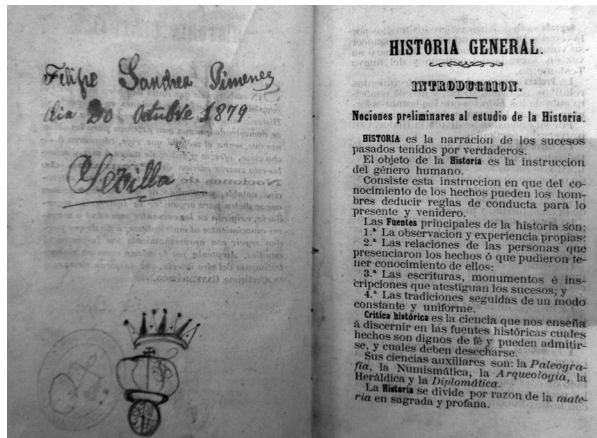 Felipe Sanchez Pimenez
dia 20 Octubre 1879
Sevilla
HISTORIA GENERAL.
INTRODUCCION.
Nociones preliminares al estudio de la Historia.
HISTORIA es la narracion de los sucesos
pasados tenidos por verdaderos.
El objeto de la Historia es la instruccion
del género humano.
Consiste esta instruccion en que del co-
nocimiento de los hechos pueden los hom-
bres deducir reglas de conducta para lo
presente y venidero.
Las Fuentes principales de la historia son:
1.ª La observacion y experiencia propias:
2.ª Las relaciones de las personas que
presenciaron los hechos ó que pudieron te-
ner conocimiento de ellos:
3.ª Las escrituras, monumentos é ins-
cripciones que atestiguan los sucesos; y
4.ª Las tradiciones seguidas de un modo
constante y uniforme.
Crítica histórica es la ciencia que nos enseña
á discernir en las fuentes históricas cuales
hechos son dignos de fé y pueden admitir-
se, y cuales deben desecharse.
Sus ciencias auxiliares son: la Paleogra-
fia, la Numismática, la Arqueologia, la
Heráldica y la Diplomática.
La Historia se divide por razon de la mate-
ria en sagrada y profana.